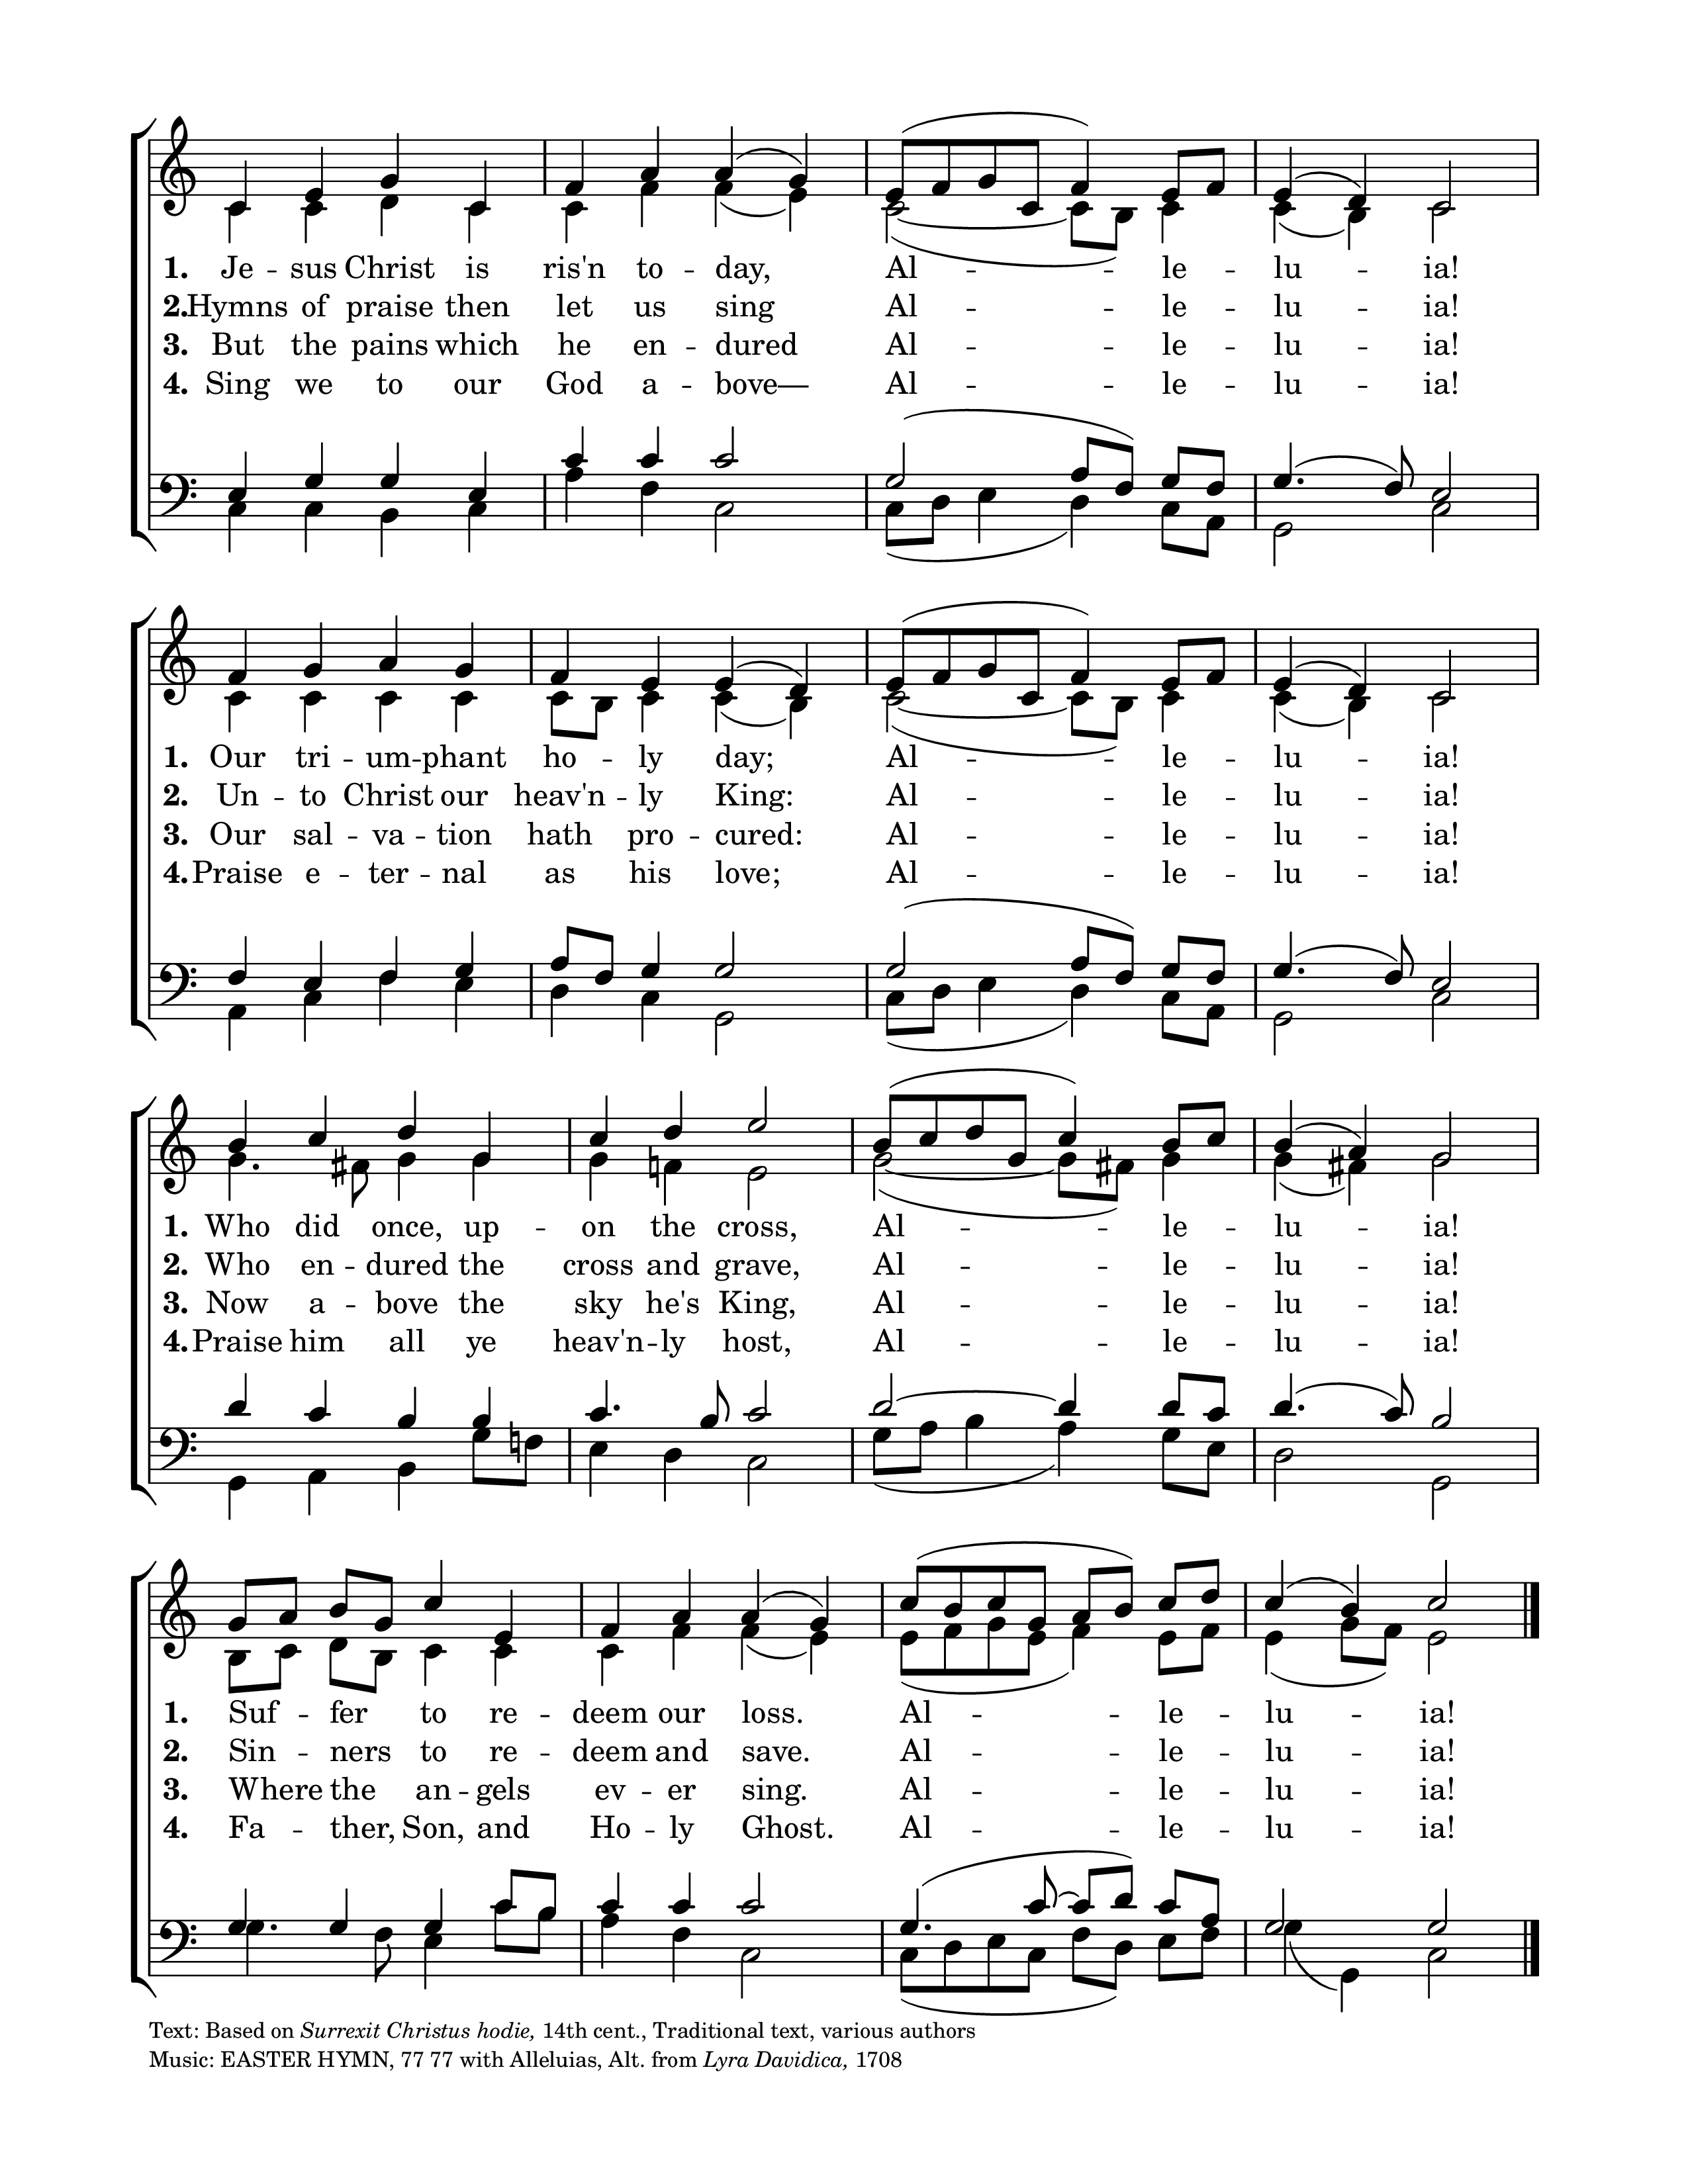 1. Je -- sus Christ is ris'n to -- day, Al -- le -- lu -- ia!
2. Hymns of praise then let us sing Al -- le -- lu -- ia!
3. But the pains which he en -- dured Al -- le -- lu -- ia!
4. Sing we to our God a -- bove— Al -- le -- lu -- ia!
1. Our tri -- um -- phant ho -- ly day; Al -- le -- lu -- ia!
2. Un -- to Christ our heav'n -- ly King: Al -- le -- lu -- ia!
3. Our sal -- va -- tion hath pro -- cured: Al -- le -- lu -- ia!
4. Praise e -- ter -- nal as his love; Al -- le -- lu -- ia!
1. Who did once, up -- on the cross, Al -- le -- lu -- ia!
2. Who en -- dured the cross and grave, Al -- le -- lu -- ia!
3. Now a -- bove the sky he's King, Al -- le -- lu -- ia!
4. Praise him all ye heav'n -- ly host, Al -- le -- lu -- ia!
1. Suf -- fer to re -- deem our loss. Al -- le -- lu -- ia!
2. Sin -- ners to re -- deem and save. Al -- le -- lu -- ia!
3. Where the an -- gels ev -- er sing. Al -- le -- lu -- ia!
4. Fa -- ther, Son, and Ho -- ly Ghost. Al -- le -- lu -- ia!
Text: Based on Surrexit Christus hodie, 14th cent., Traditional text, various authors
Music: EASTER HYMN, 77 77 with Alleluias, Alt. from Lyra Davidica, 1708